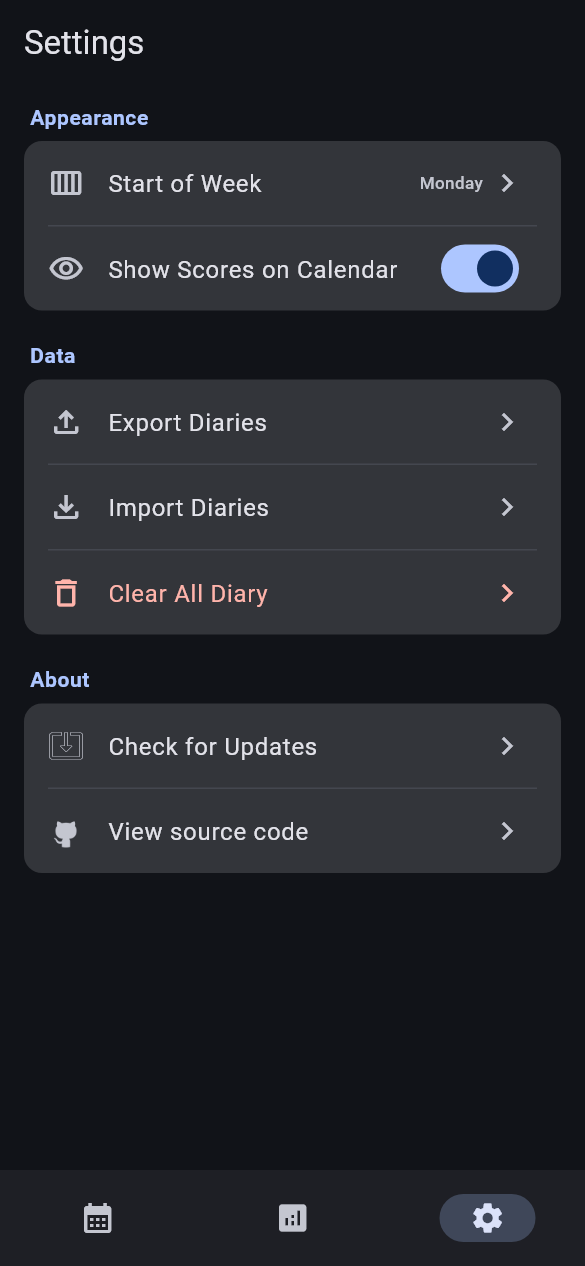 Settings
Appearance
Start of Week
Monday
Show Scores on Calendar
Data
Export Diaries
Import Diaries
Clear All Diary
About
Check for Updates
View source code